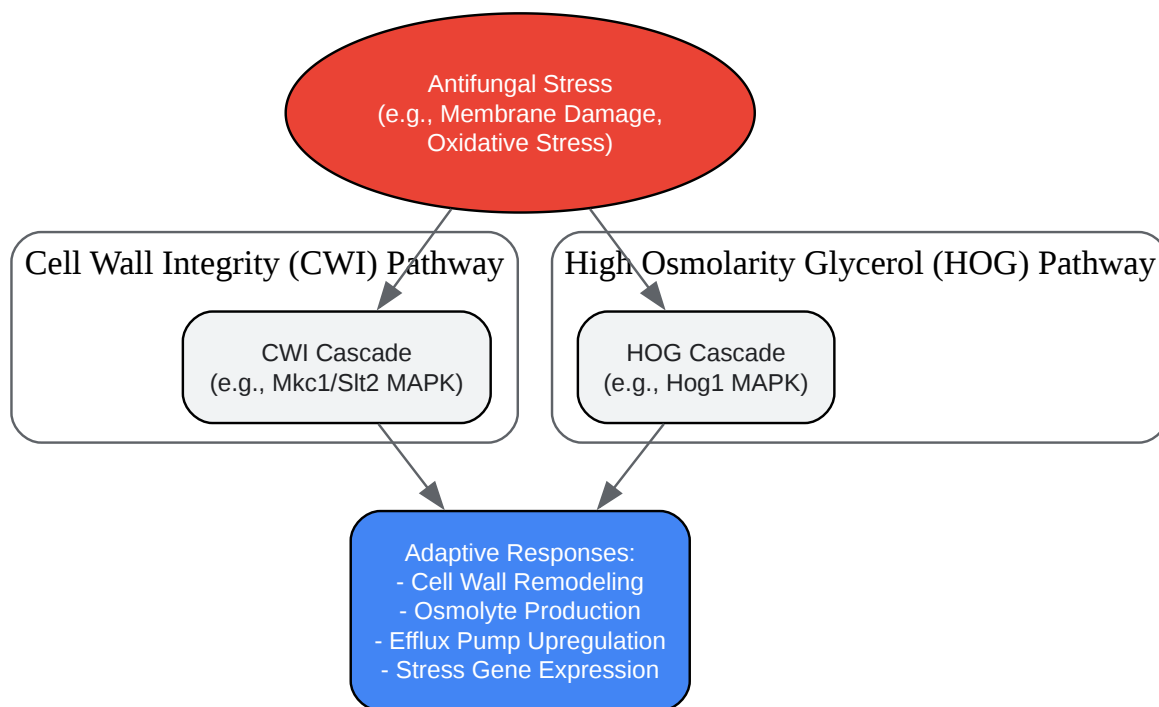 Antifungal Stress
(e.g., Membrane Damage,
Oxidative Stress)
Cell Wall Integrity (CWI) Pathway
High Osmolarity Glycerol (HOG) Pathway
CWI Cascade
(e.g., Mkc1/Slt2 MAPK)
HOG Cascade
(e.g., Hog1 MAPK)
Adaptive Responses:
- Cell Wall Remodeling
- Osmolyte Production
- Efflux Pump Upregulation
- Stress Gene Expression